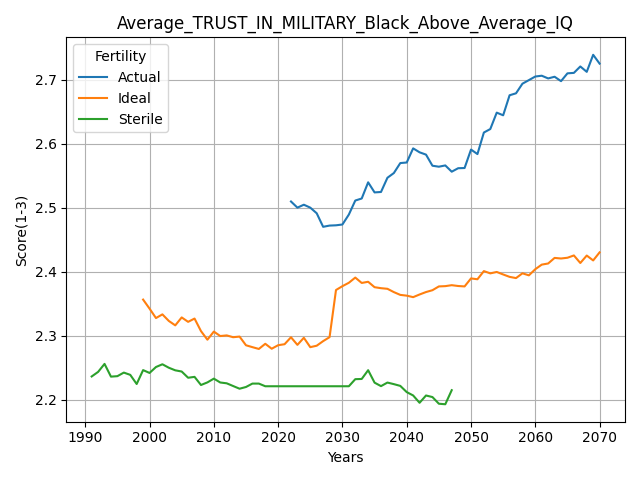 Average_TRUST_IN_MILITARY_Black_Above_Average_IQ
Fertility
Actual
Ideal
Sterile
Score(1-3)
2.7
2.6
2.5
2.4
2.3
2.2
1990 2000 2010 2020 2030 2040 2050 2060 2070
Years